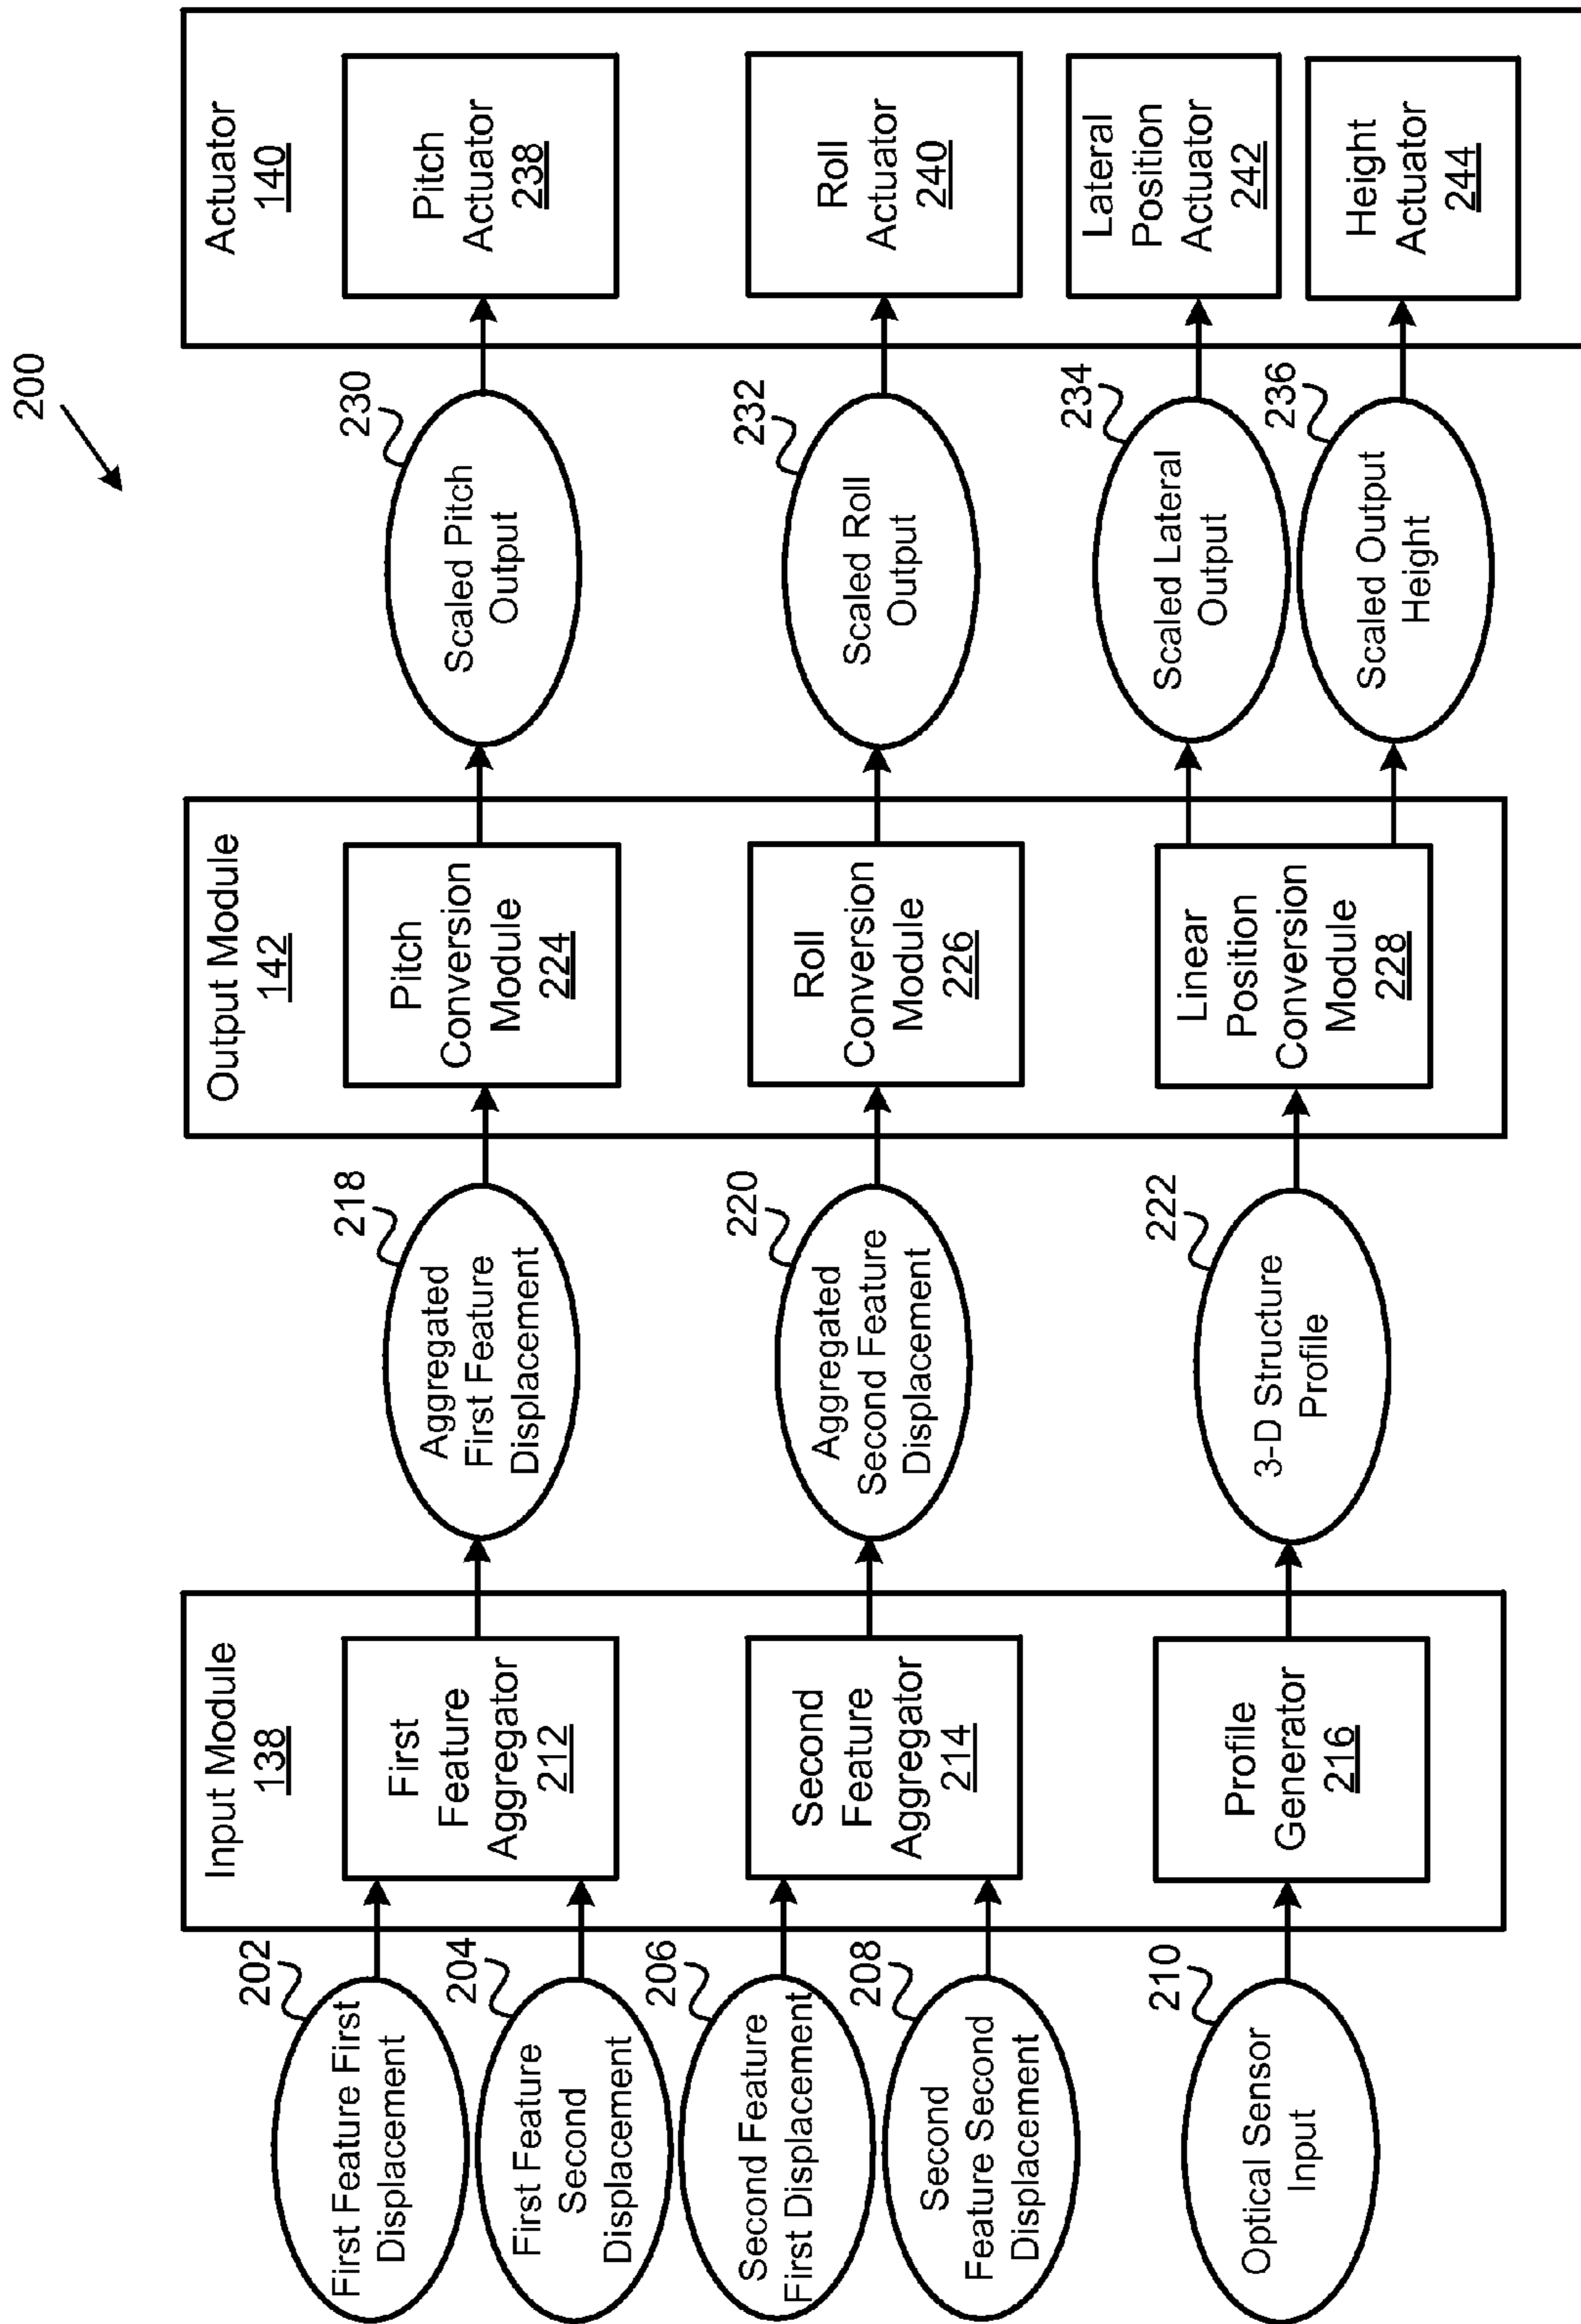 200
202
First Feature First
Displacement
204
First Feature
Second
Displacement
206
Second Feature
First Displacement
208
Second
Feature Second
Displacement
210
Optical Sensor
Input
Input Module
138
First
Feature
Aggregator
212
Second
Feature
Aggregator
214
Profile
Generator
216
218
Aggregated
First Feature
Displacement
220
Aggregated
Second Feature
Displacement
222
3-D Structure
Profile
Output Module
142
Pitch
Conversion
Module
224
Roll
Conversion
Module
226
Linear
Position
Conversion
Module
228
230
Scaled Pitch
Output
232
Scaled Roll
Output
234
Scaled Lateral
Output
236
Scaled Output
Height
Actuator
140
Pitch
Actuator
238
Roll
Actuator
240
Lateral
Position
Actuator
242
Height
Actuator
244